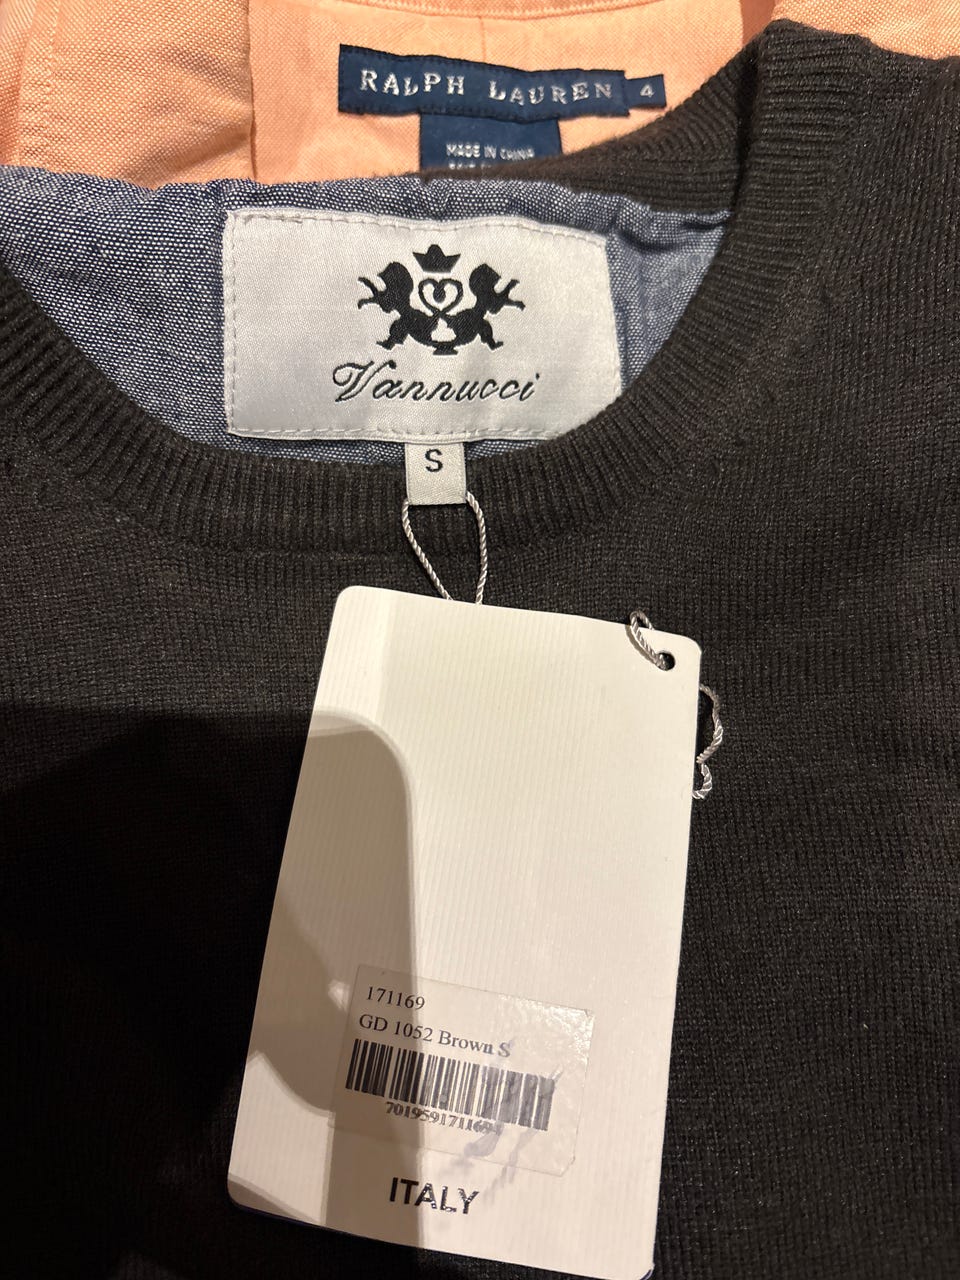 RALPH LAUREN
4
MADE IN CHINA
Vannucci
S
171169
GD 1052 Brown S
ITALY